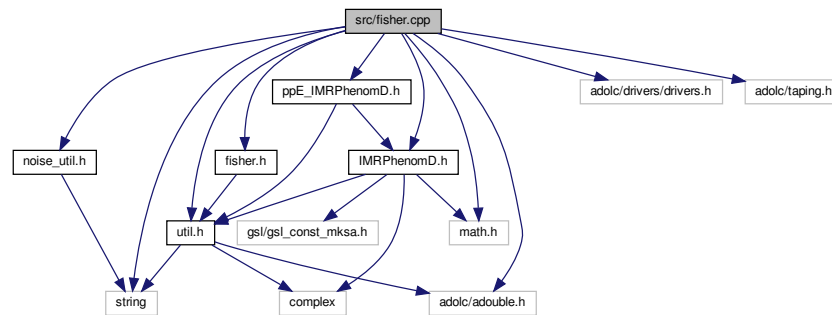 src/fisher.cpp
ppE_IMRPhenomD.h
adolc/drivers/drivers.h
adolc/taping.h
noise_util.h
fisher.h
IMRPhenomD.h
util.h
gsl/gsl_const_mksa.h
math.h
string
complex
adolc/adouble.h